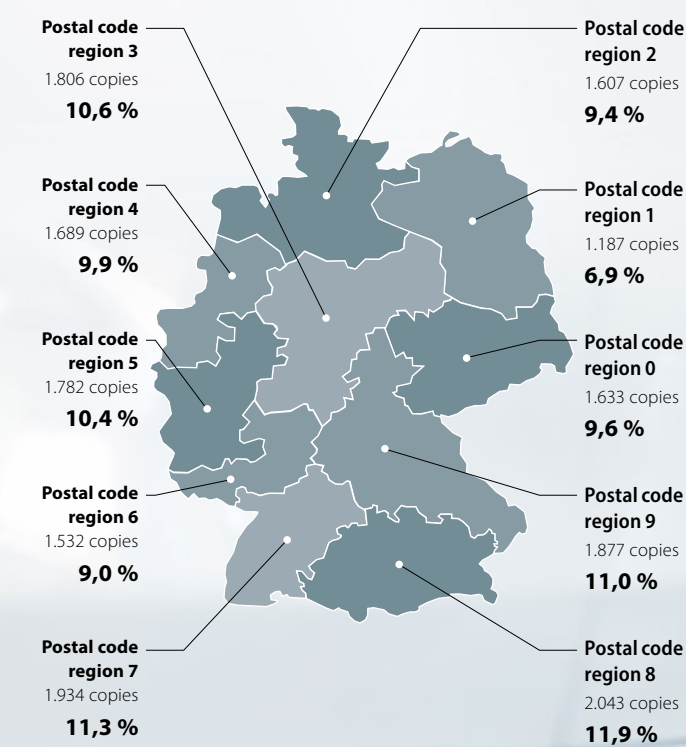 Postal code
region 3
1.806 copies
10,6 %
Postal code
region 4
1.689 copies
9,9 %
Postal code
region 5
1.782 copies
10,4 %
Postal code
region 6
1.532 copies
9,0 %
Postal code
region 7
1.934 copies
11,3 %
Postal code
region 2
1.607 copies
9,4 %
Postal code
region 1
1.187 copies
6,9 %
Postal code
region 0
1.633 copies
9,6 %
Postal code
region 9
1.877 copies
11,0 %
Postal code
region 8
2.043 copies
11,9 %